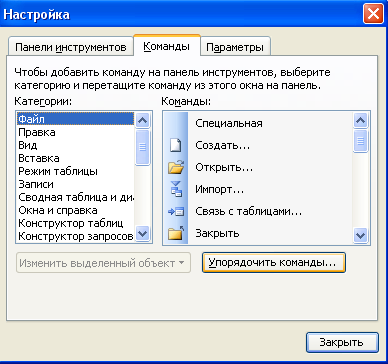 Настройка
Панели инструментов Команды Параметры
Чтобы добавить команду на панель инструментов, выберите
категорию и перетащите команду из этого окна на панель.
Категории: Команды:
Файл
Правка
Вид
Вставка
Режим таблицы
Записи
Сводная таблица и ди
Окна и справка
Конструктор таблиц
Конструктор запросов
Специальная
Создать...
Открыть...
Импорт...
Связь с таблицами...
Закрыть
Изменить выделенный объект Упорядочить команды...
Закрыть